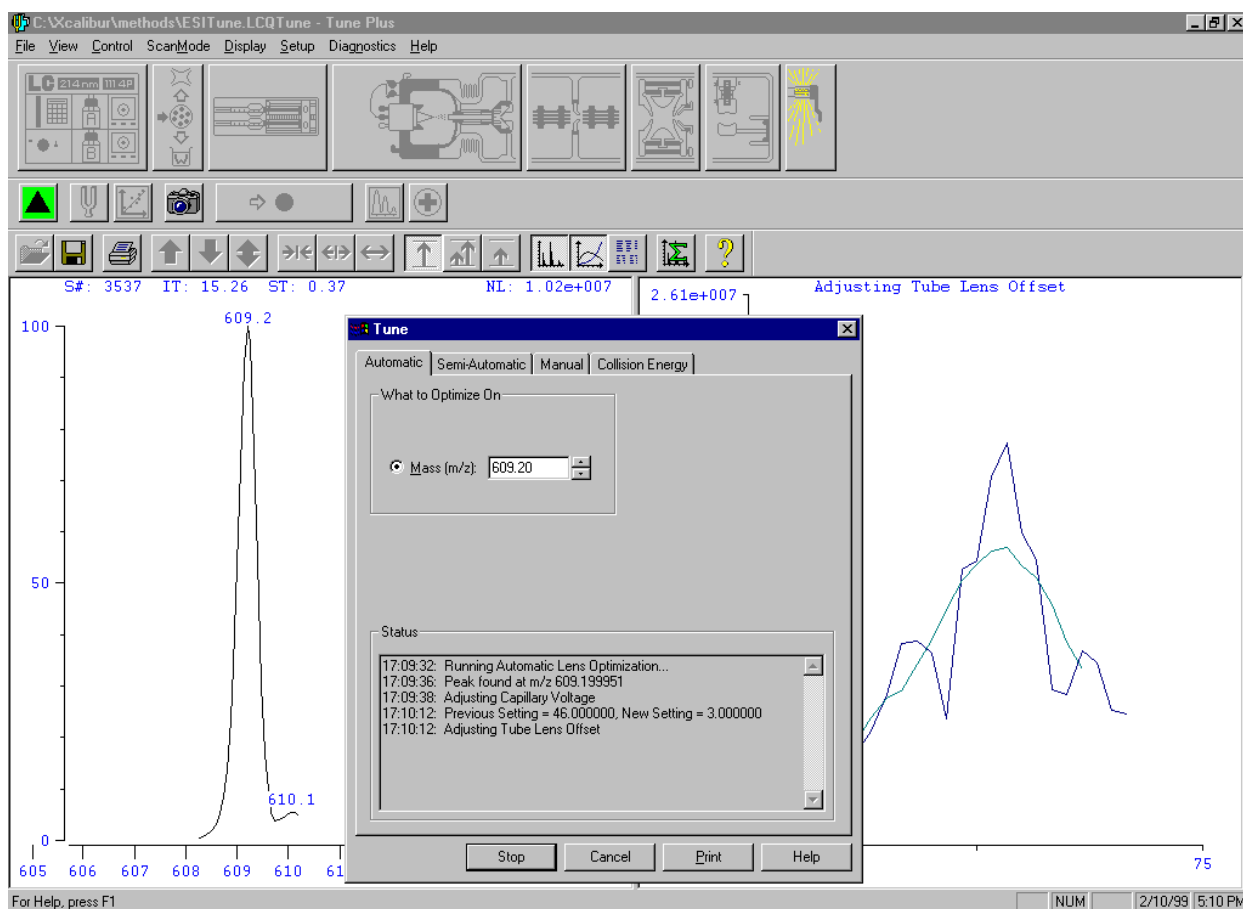 C:\Xcalibur\methods\ESITune.LCQTune - Tune Plus
File View Control ScanMode Display Setup Diagnostics Help
LC 214 nm 111 4P
A
B
W
S#: 3537 IT: 15.26 ST: 0.37 NL: 1.02e+007
609.2
100
50
610.1
0
605 606 607 608 609 610 61
2.61e+007
Adjusting Tube Lens Offset
75
Tune
Automatic Semi-Automatic Manual Collision Energy
What to Optimize On
Mass (m/z): 609.20
Status
17:09:32: Running Automatic Lens Optimization...
17:09:36: Peak found at m/z 609.199951
17:09:38: Adjusting Capillary Voltage
17:10:12: Previous Setting = 46.000000, New Setting = 3.000000
17:10:12: Adjusting Tube Lens Offset
Stop Cancel Print Help
For Help, press F1
NUM 2/10/99 5:10 PM